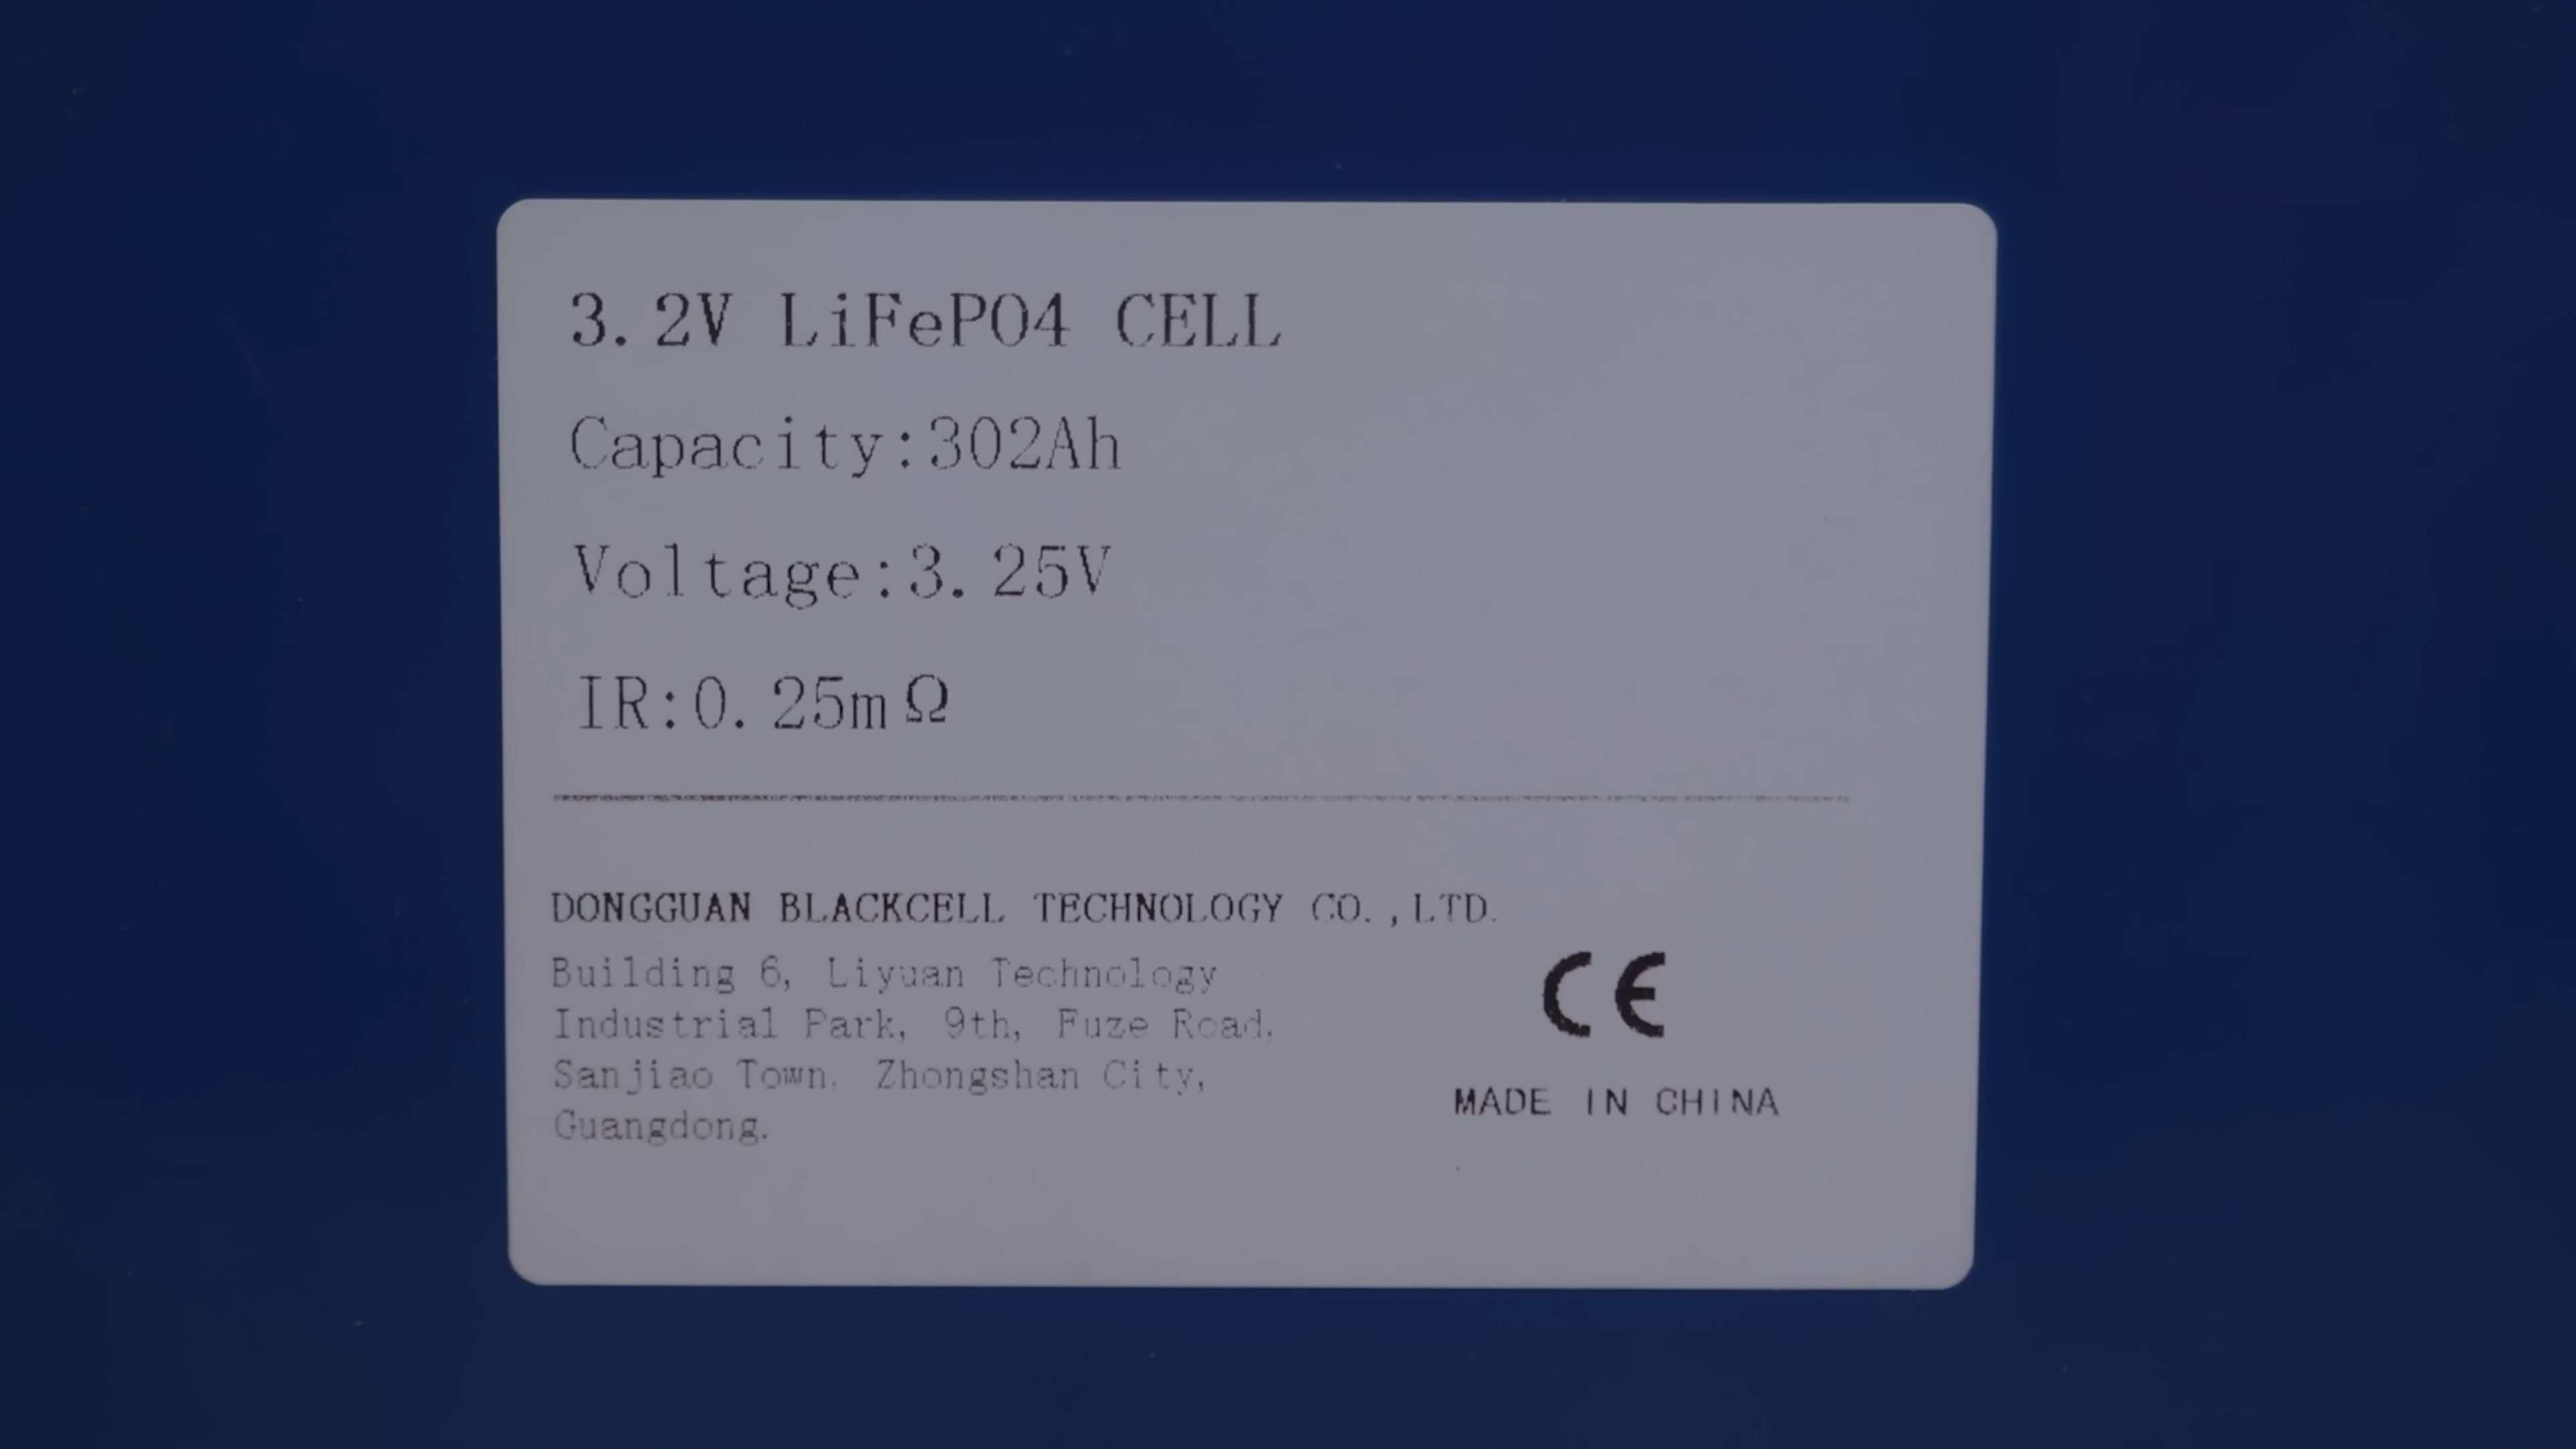 3.2V LiFePO4 CELL
Capacity:302Ah
Voltage:3.25V
IR:0.25mΩ
DONGGUAN BLACKCELL TECHNOLOGY CO.,LTD.
Building 6, Liyuan Technology
Industrial Park, 9th, Fuze Road,
Sanjiao Town, Zhongshan City,
Guangdong.
CE
MADE IN CHINA